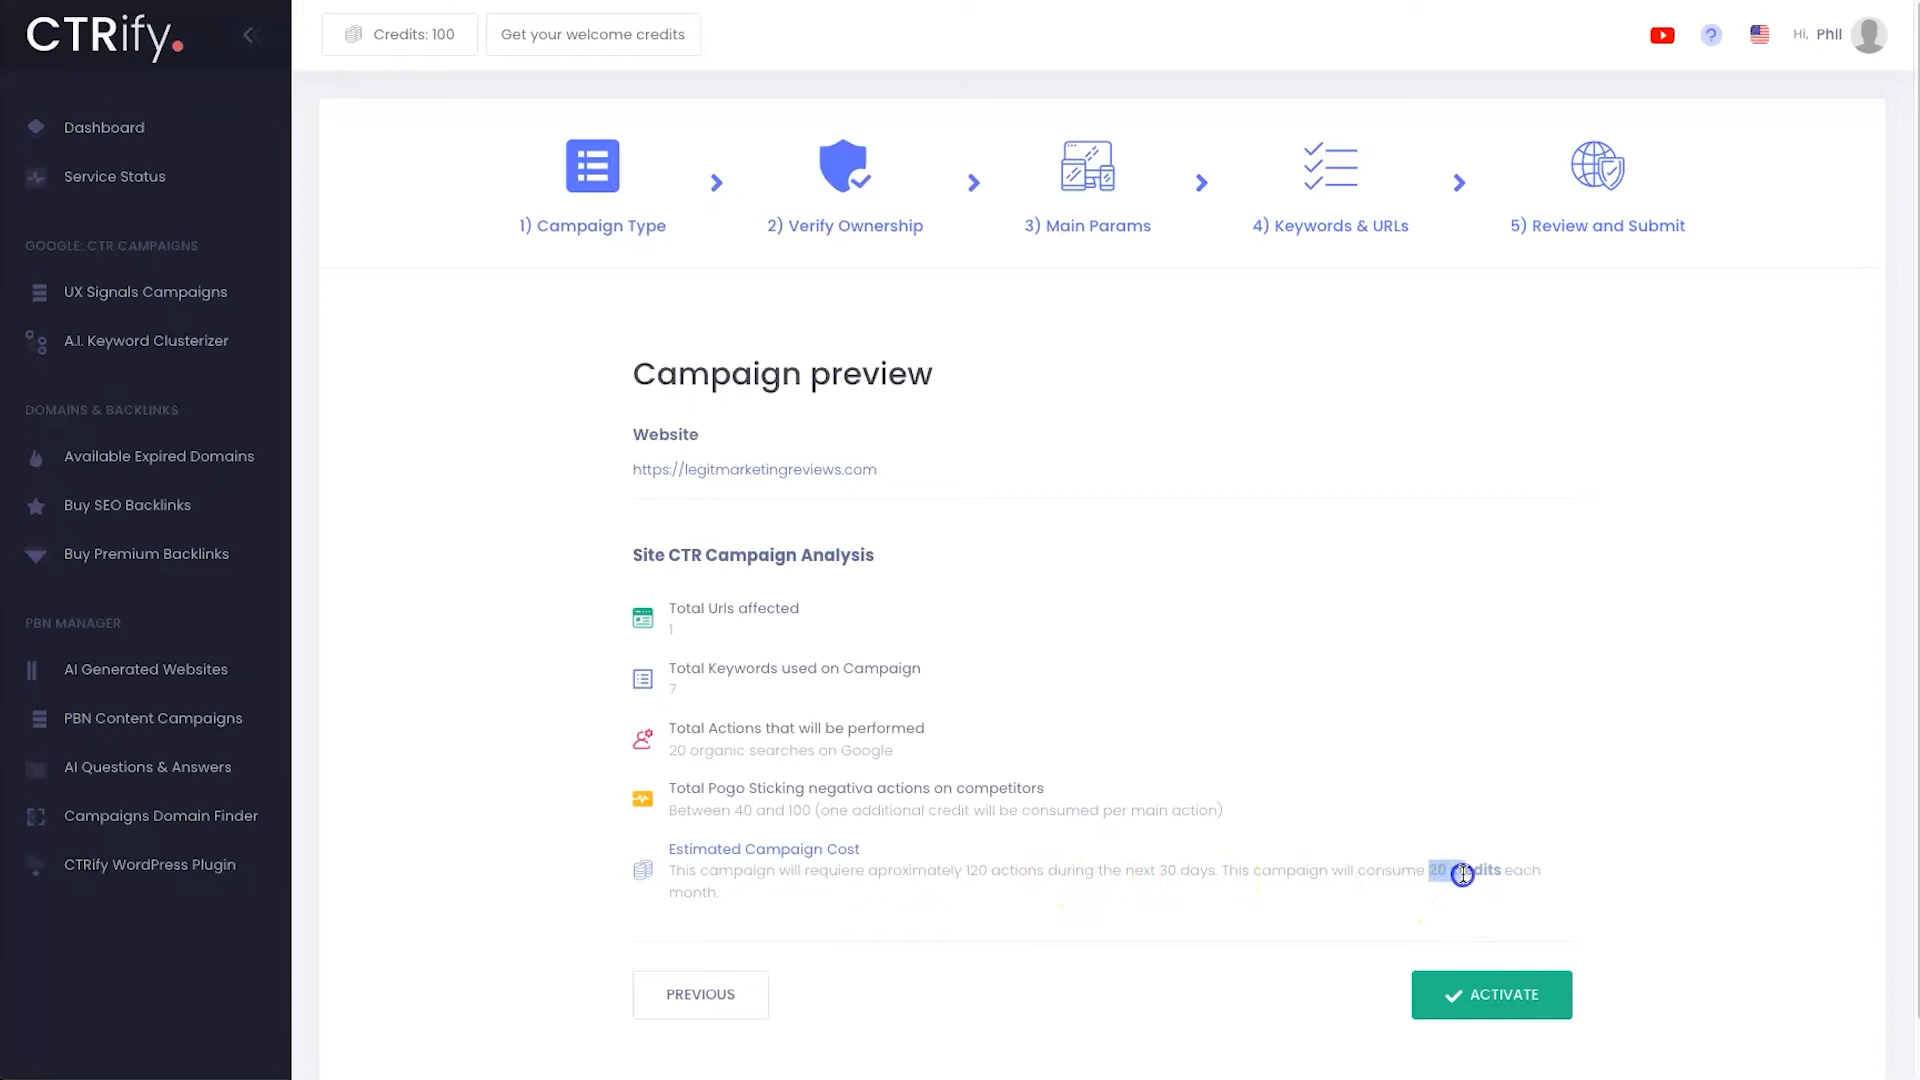 CTRify.
Credits: 100
Get your welcome credits
Hi, Phil
Dashboard
Service Status
GOOGLE: CTR CAMPAIGNS
UX Signals Campaigns
A.I. Keyword Clusterizer
DOMAINS & BACKLINKS
Available Expired Domains
Buy SEO Backlinks
Buy Premium Backlinks
PBN MANAGER
AI Generated Websites
PBN Content Campaigns
AI Questions & Answers
Campaigns Domain Finder
CTRify WordPress Plugin
1) Campaign Type
2) Verify Ownership
3) Main Params
4) Keywords & URLs
5) Review and Submit
Campaign preview
Website
https://legitmarketingreviews.com
Site CTR Campaign Analysis
Total Urls affected
1
Total Keywords used on Campaign
7
Total Actions that will be performed
20 organic searches on Google
Total Pogo Sticking negativa actions on competitors
Between 40 and 100 (one additional credit will be consumed per main action)
Estimated Campaign Cost
This campaign will requiere aproximately 120 actions during the next 30 days. This campaign will consume 20 credits each
month.
PREVIOUS
ACTIVATE